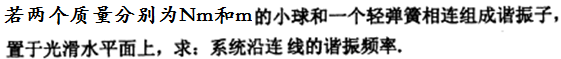 若两个质量分别为Nm和m的小球和一个轻弹簧相连组成谐振子，
置于光滑水平面上，求：系统沿连线的谐振频率.